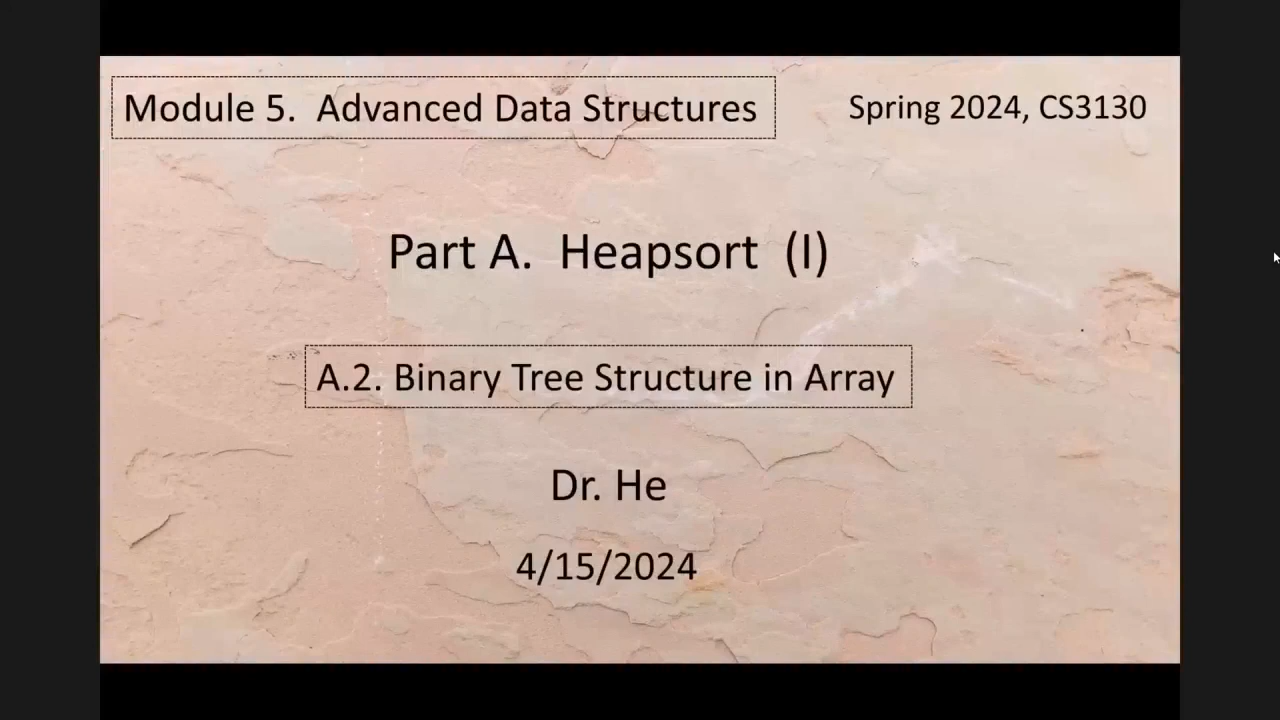 Module 5.  Advanced Data Structures
Spring 2024, CS3130
Part A.  Heapsort  (I)
A.2. Binary Tree Structure in Array
Dr. He
4/15/2024